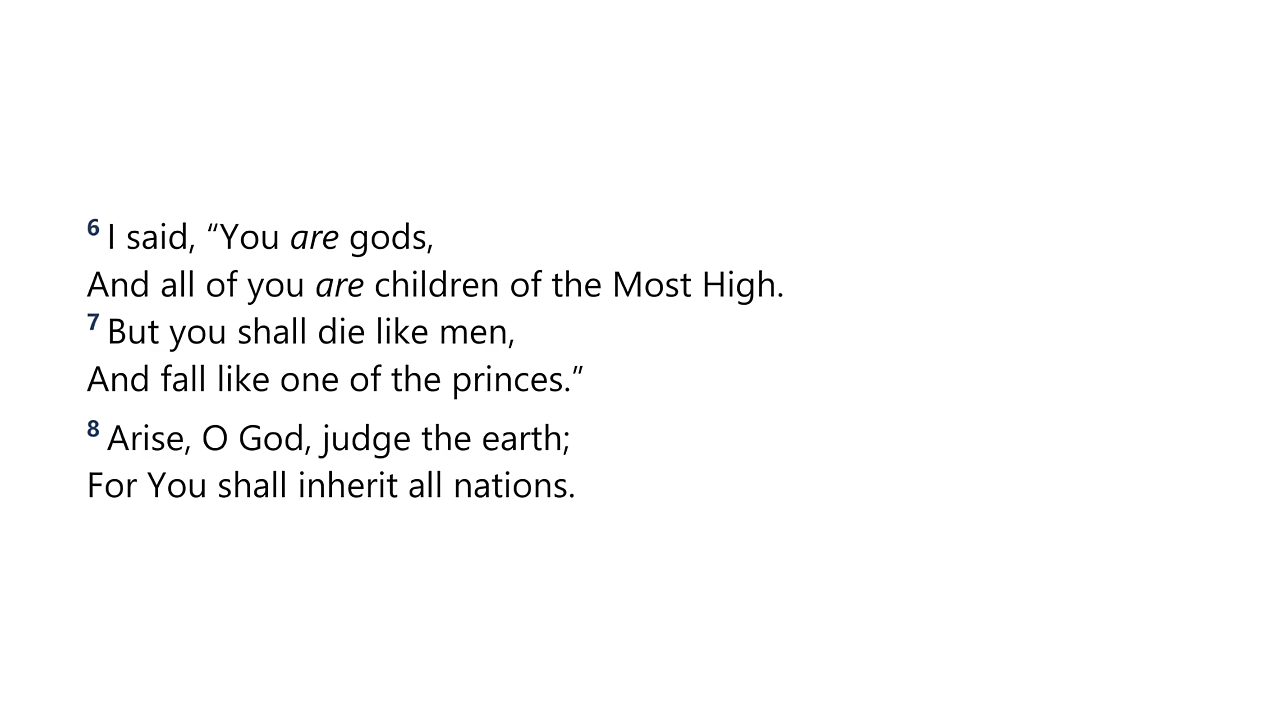 6 I said, “You are gods,
And all of you are children of the Most High.
7 But you shall die like men,
And fall like one of the princes.”
8 Arise, O God, judge the earth;
For You shall inherit all nations.